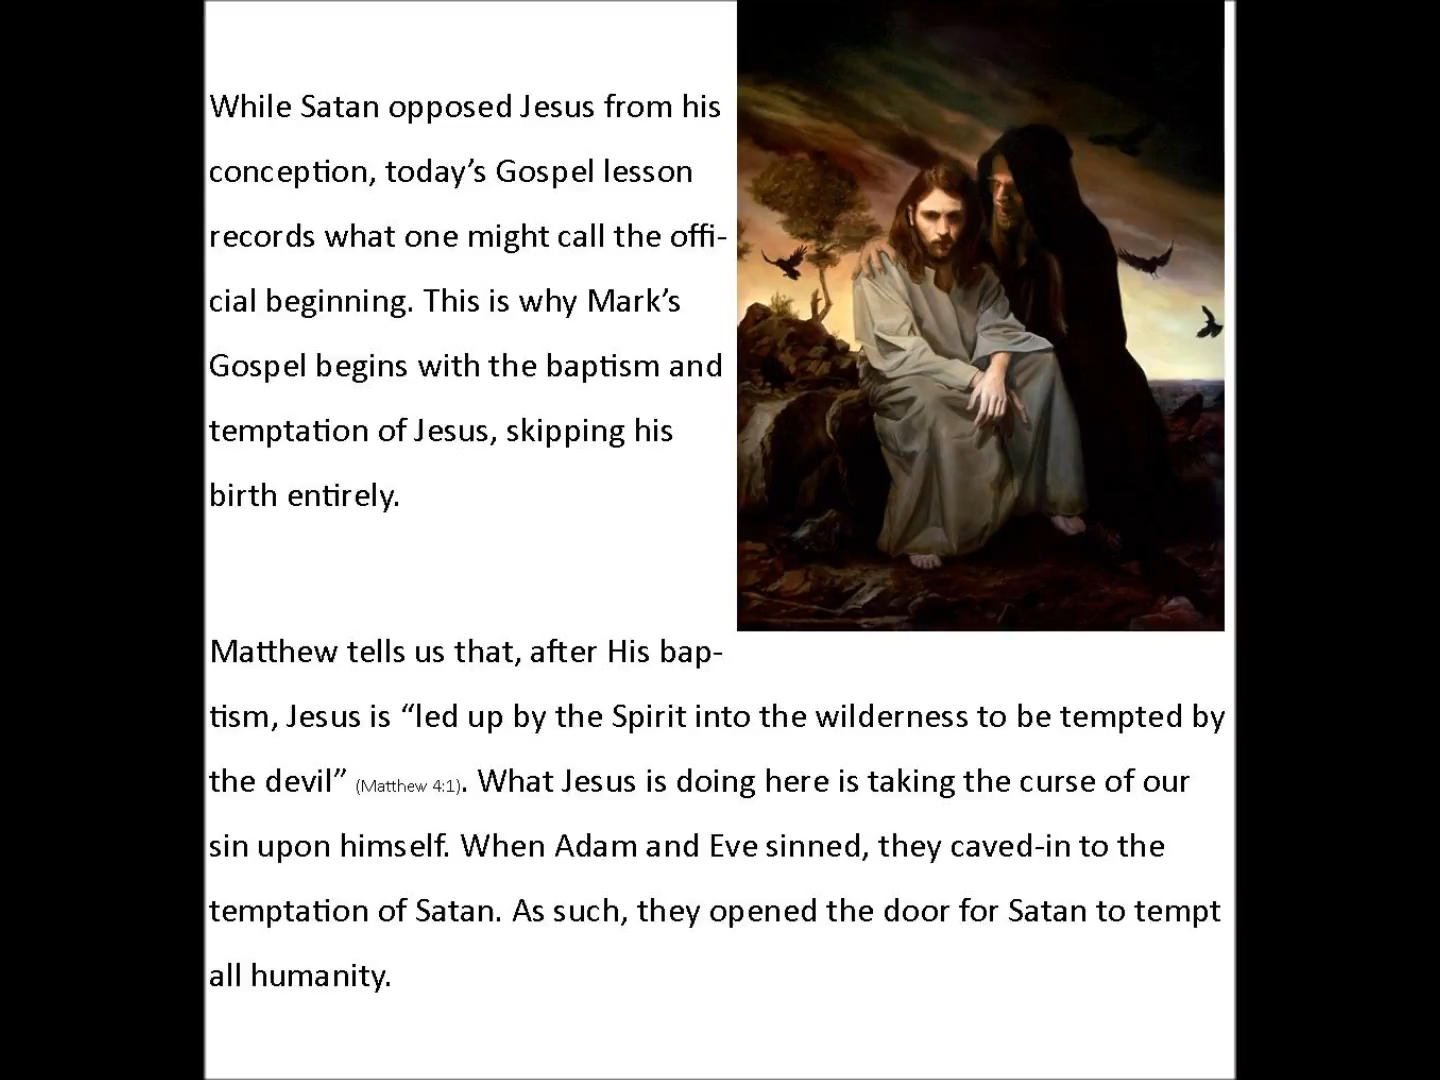 While Satan opposed Jesus from his
conception, today’s Gospel lesson
records what one might call the offi-
cial beginning. This is why Mark’s
Gospel begins with the baptism and
temptation of Jesus, skipping his
birth entirely.
Matthew tells us that, after His bap-
tism, Jesus is “led up by the Spirit into the wilderness to be tempted by
the devil” (Matthew 4:1). What Jesus is doing here is taking the curse of our
sin upon himself. When Adam and Eve sinned, they caved-in to the
temptation of Satan. As such, they opened the door for Satan to tempt
all humanity.